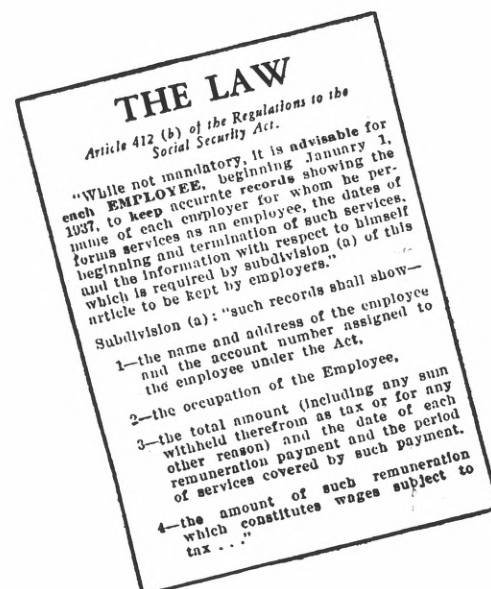 THE LAW
Article 412 (b) of the Regulations to the
Social Security Act.
"While not mandatory, it is advisable for
each EMPLOYEE, beginning January 1,
1937, to keep accurate records showing the
name of each employer for whom he per-
forms services as an employee, the dates of
beginning and termination of such services,
and the information with respect to himself
which is required by subdivision (a) of this
article to be kept by employers."
Subdivision (a): "such records shall show—
1—the name and address of the employee
and the account number assigned to
the employee under the Act,
2—the occupation of the Employee,
3—the total amount (including any sum
withheld therefrom as tax or for any
other reason) and the date of each
remuneration payment and the period
of services covered by such payment.
4—the amount of such remuneration
which constitutes wages subject to
tax . . ."